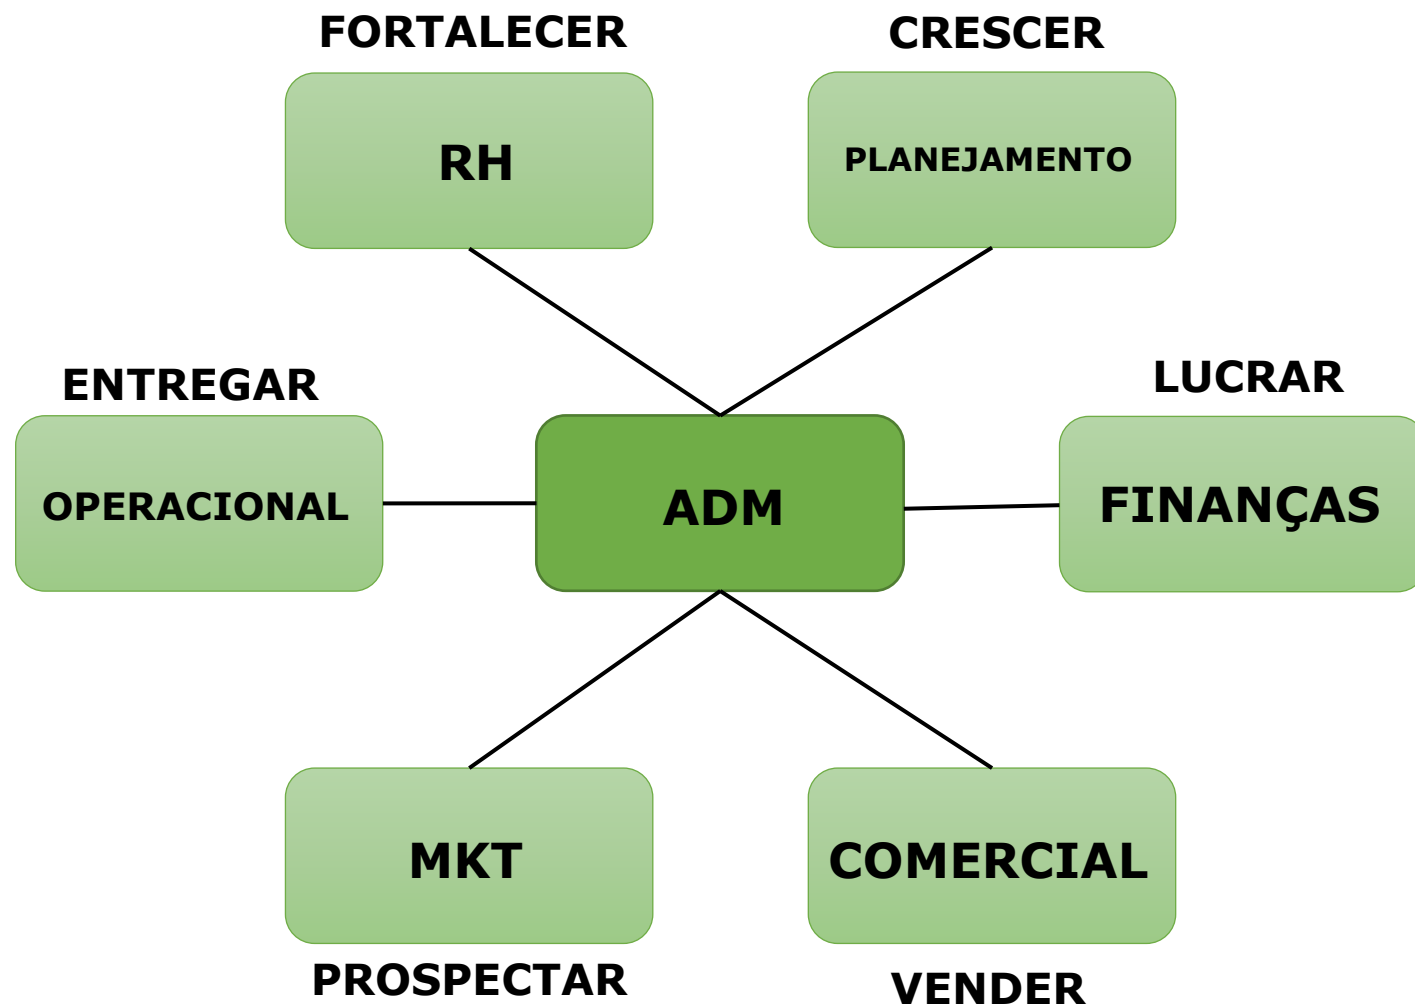 FORTALECER
CRESCER
RH
PLANEJAMENTO
ENTREGAR
LUCRAR
OPERACIONAL
ADM
FINANÇAS
MKT
COMERCIAL
PROSPECTAR
VENDER